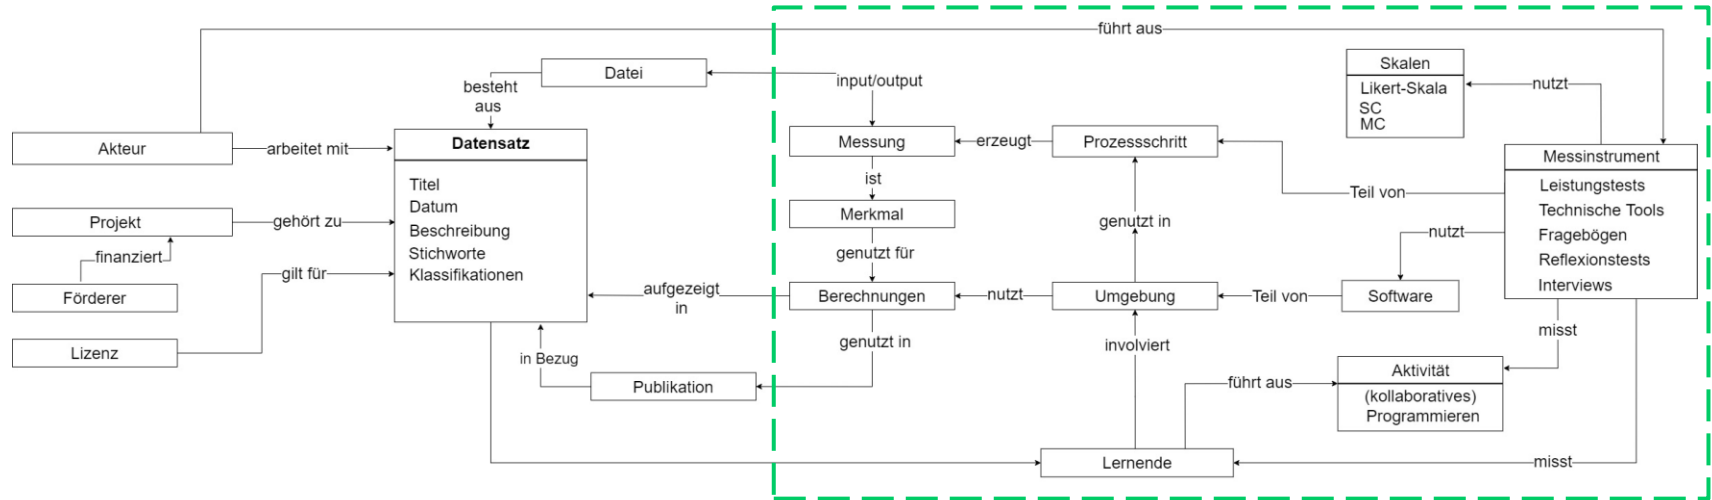 führt aus
Datei
input/output
besteht
aus
Skalen
Likert-Skala
SC
MC
nutzt
Akteur
arbeitet mit
Datensatz
Titel
Datum
Beschreibung
Stichworte
Klassifikationen
Messung
erzeugt
Prozessschritt
Messinstrument
Leistungstests
Technische Tools
Fragebögen
Reflexionstests
Interviews
ist
Teil von
Projekt
gehört zu
Merkmal
genutzt in
nutzt
finanziert
genutzt für
gilt für
Förderer
aufgezeigt
in
Berechnungen
nutzt
Umgebung
Teil von
Software
misst
Lizenz
in Bezug
genutzt in
involviert
Publikation
führt aus
Aktivität
(kollaboratives)
Programmieren
Lernende
misst